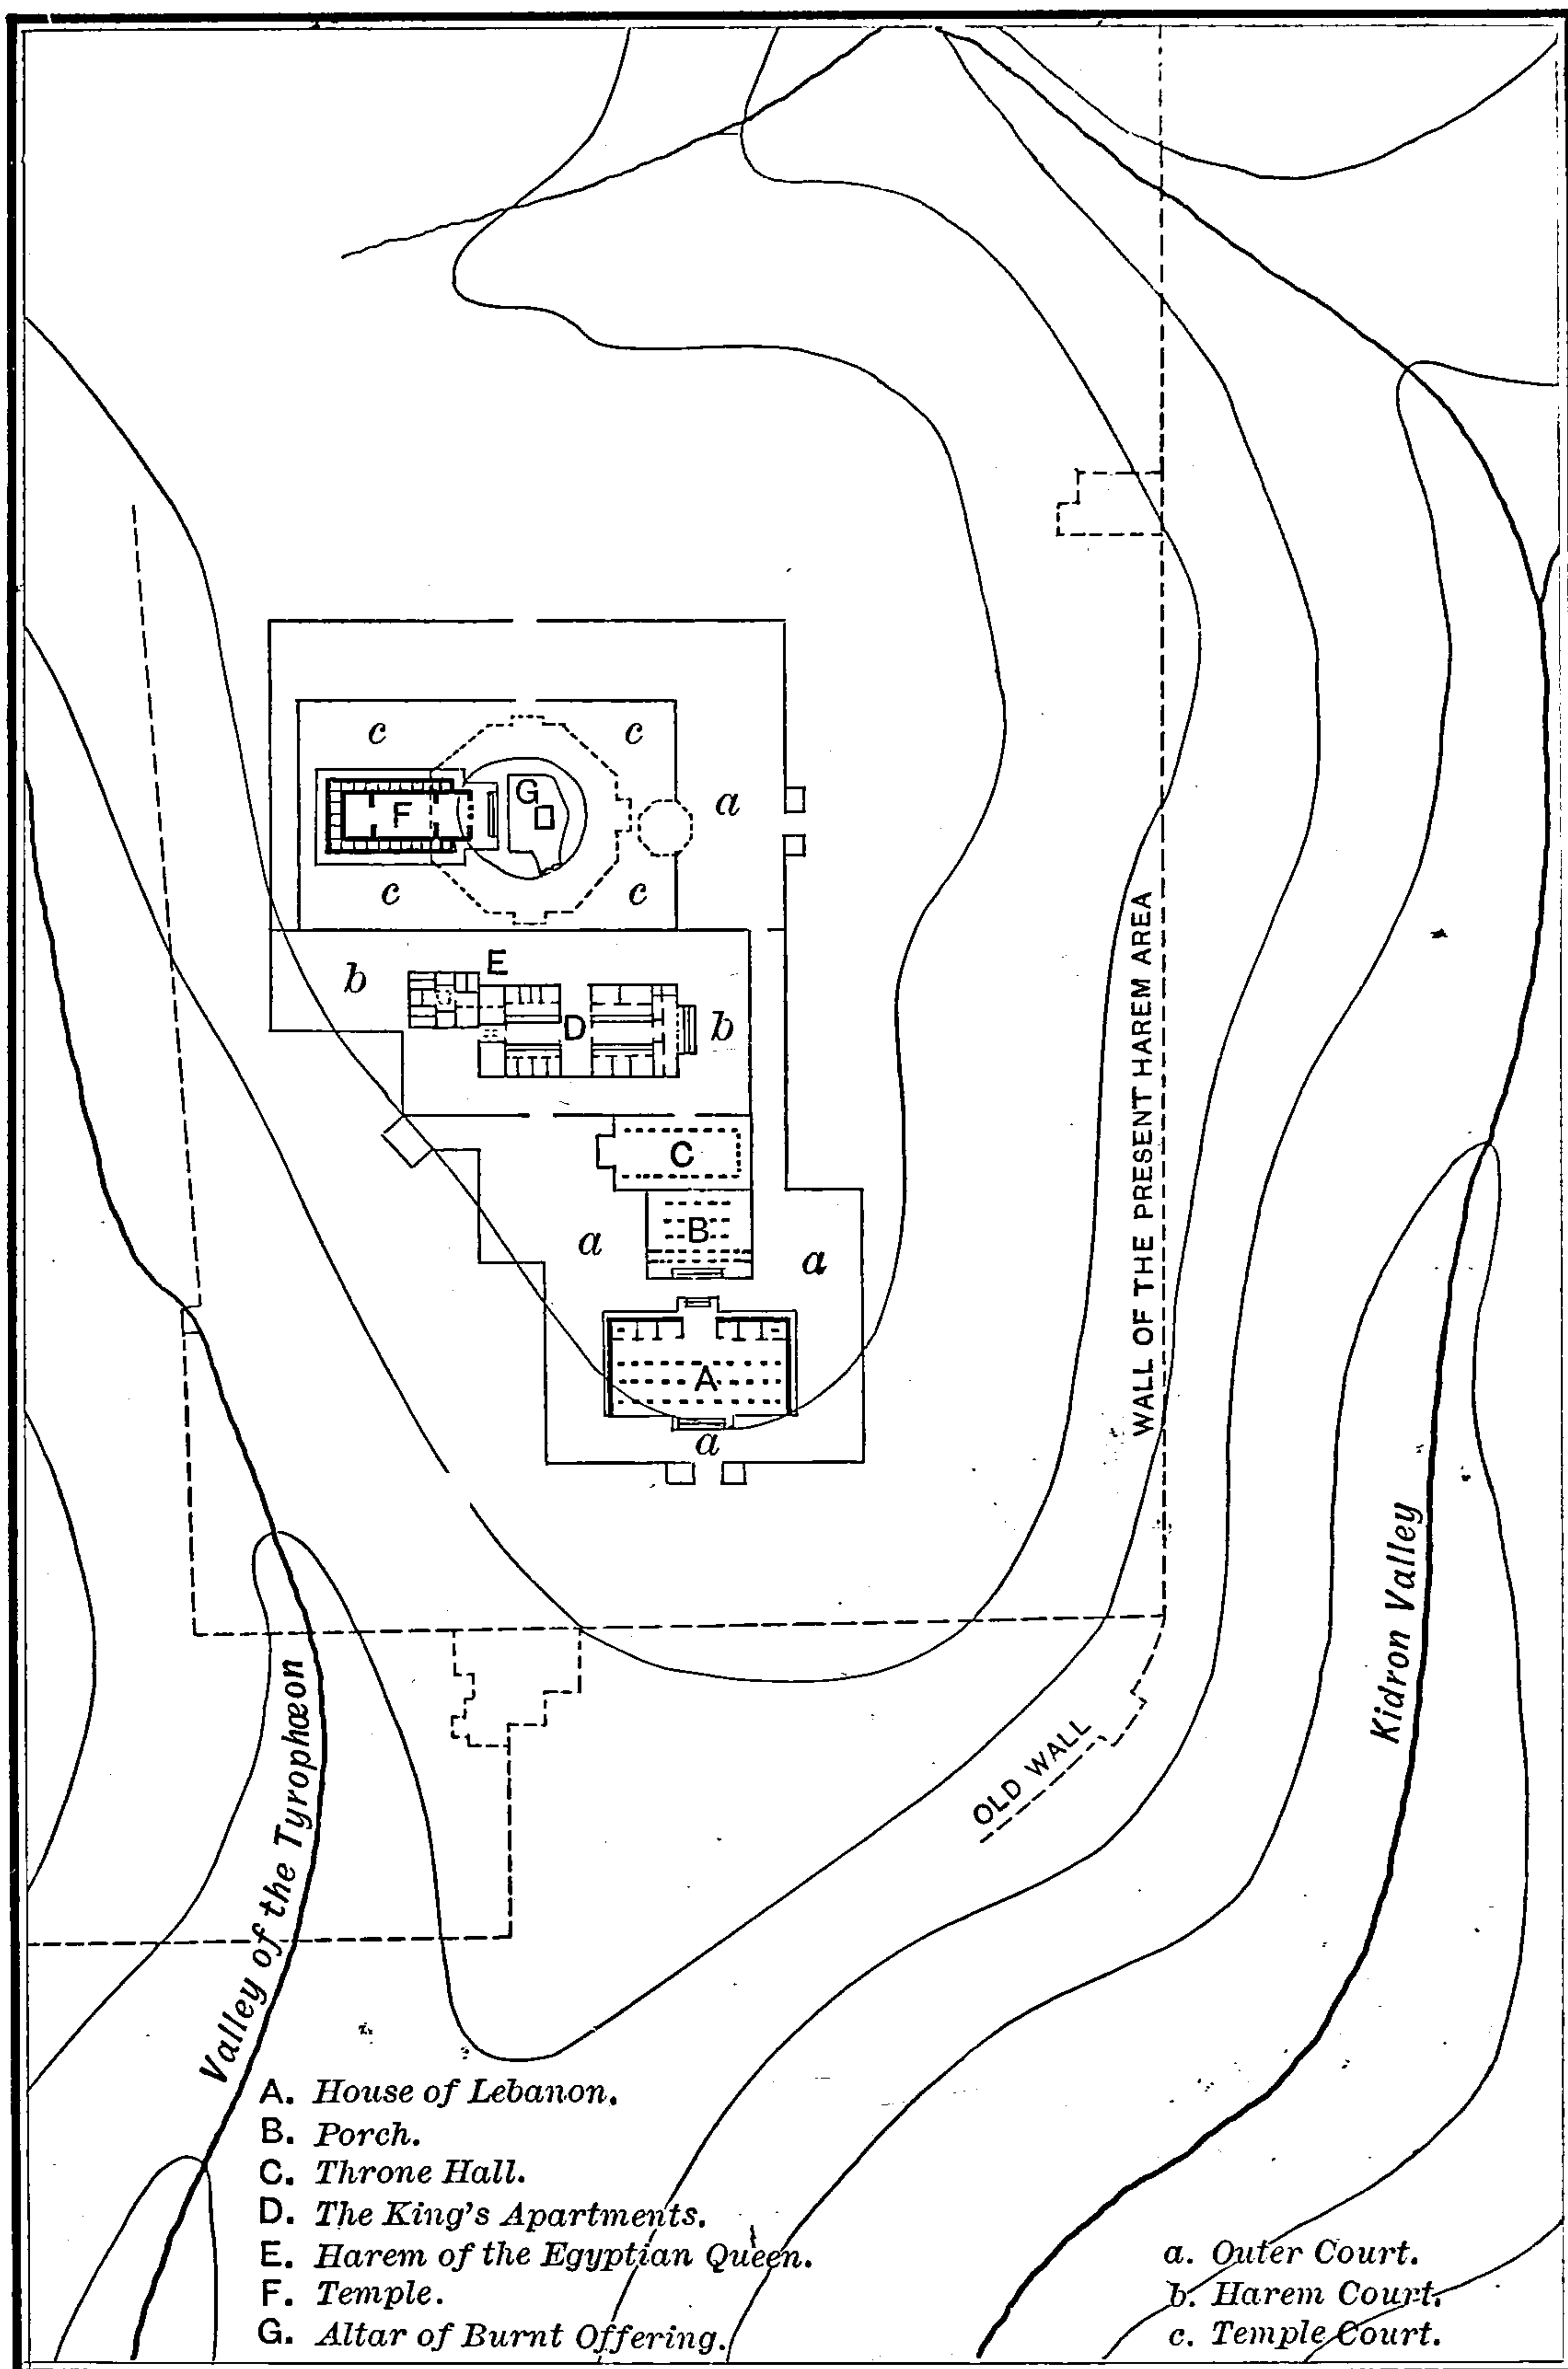 c
c
G
F
a
c
c
E
b
D
b
C
B
a
a
A
a
WALL OF THE PRESENT HAREM AREA
Kidron Valley
OLD WALL
Valley of the Tyrophœon
A. House of Lebanon.
B. Porch.
C. Throne Hall.
D. The King's Apartments.
E. Harem of the Egyptian Queen.
F. Temple.
G. Altar of Burnt Offering.
a. Outer Court.
b. Harem Court.
c. Temple Court.